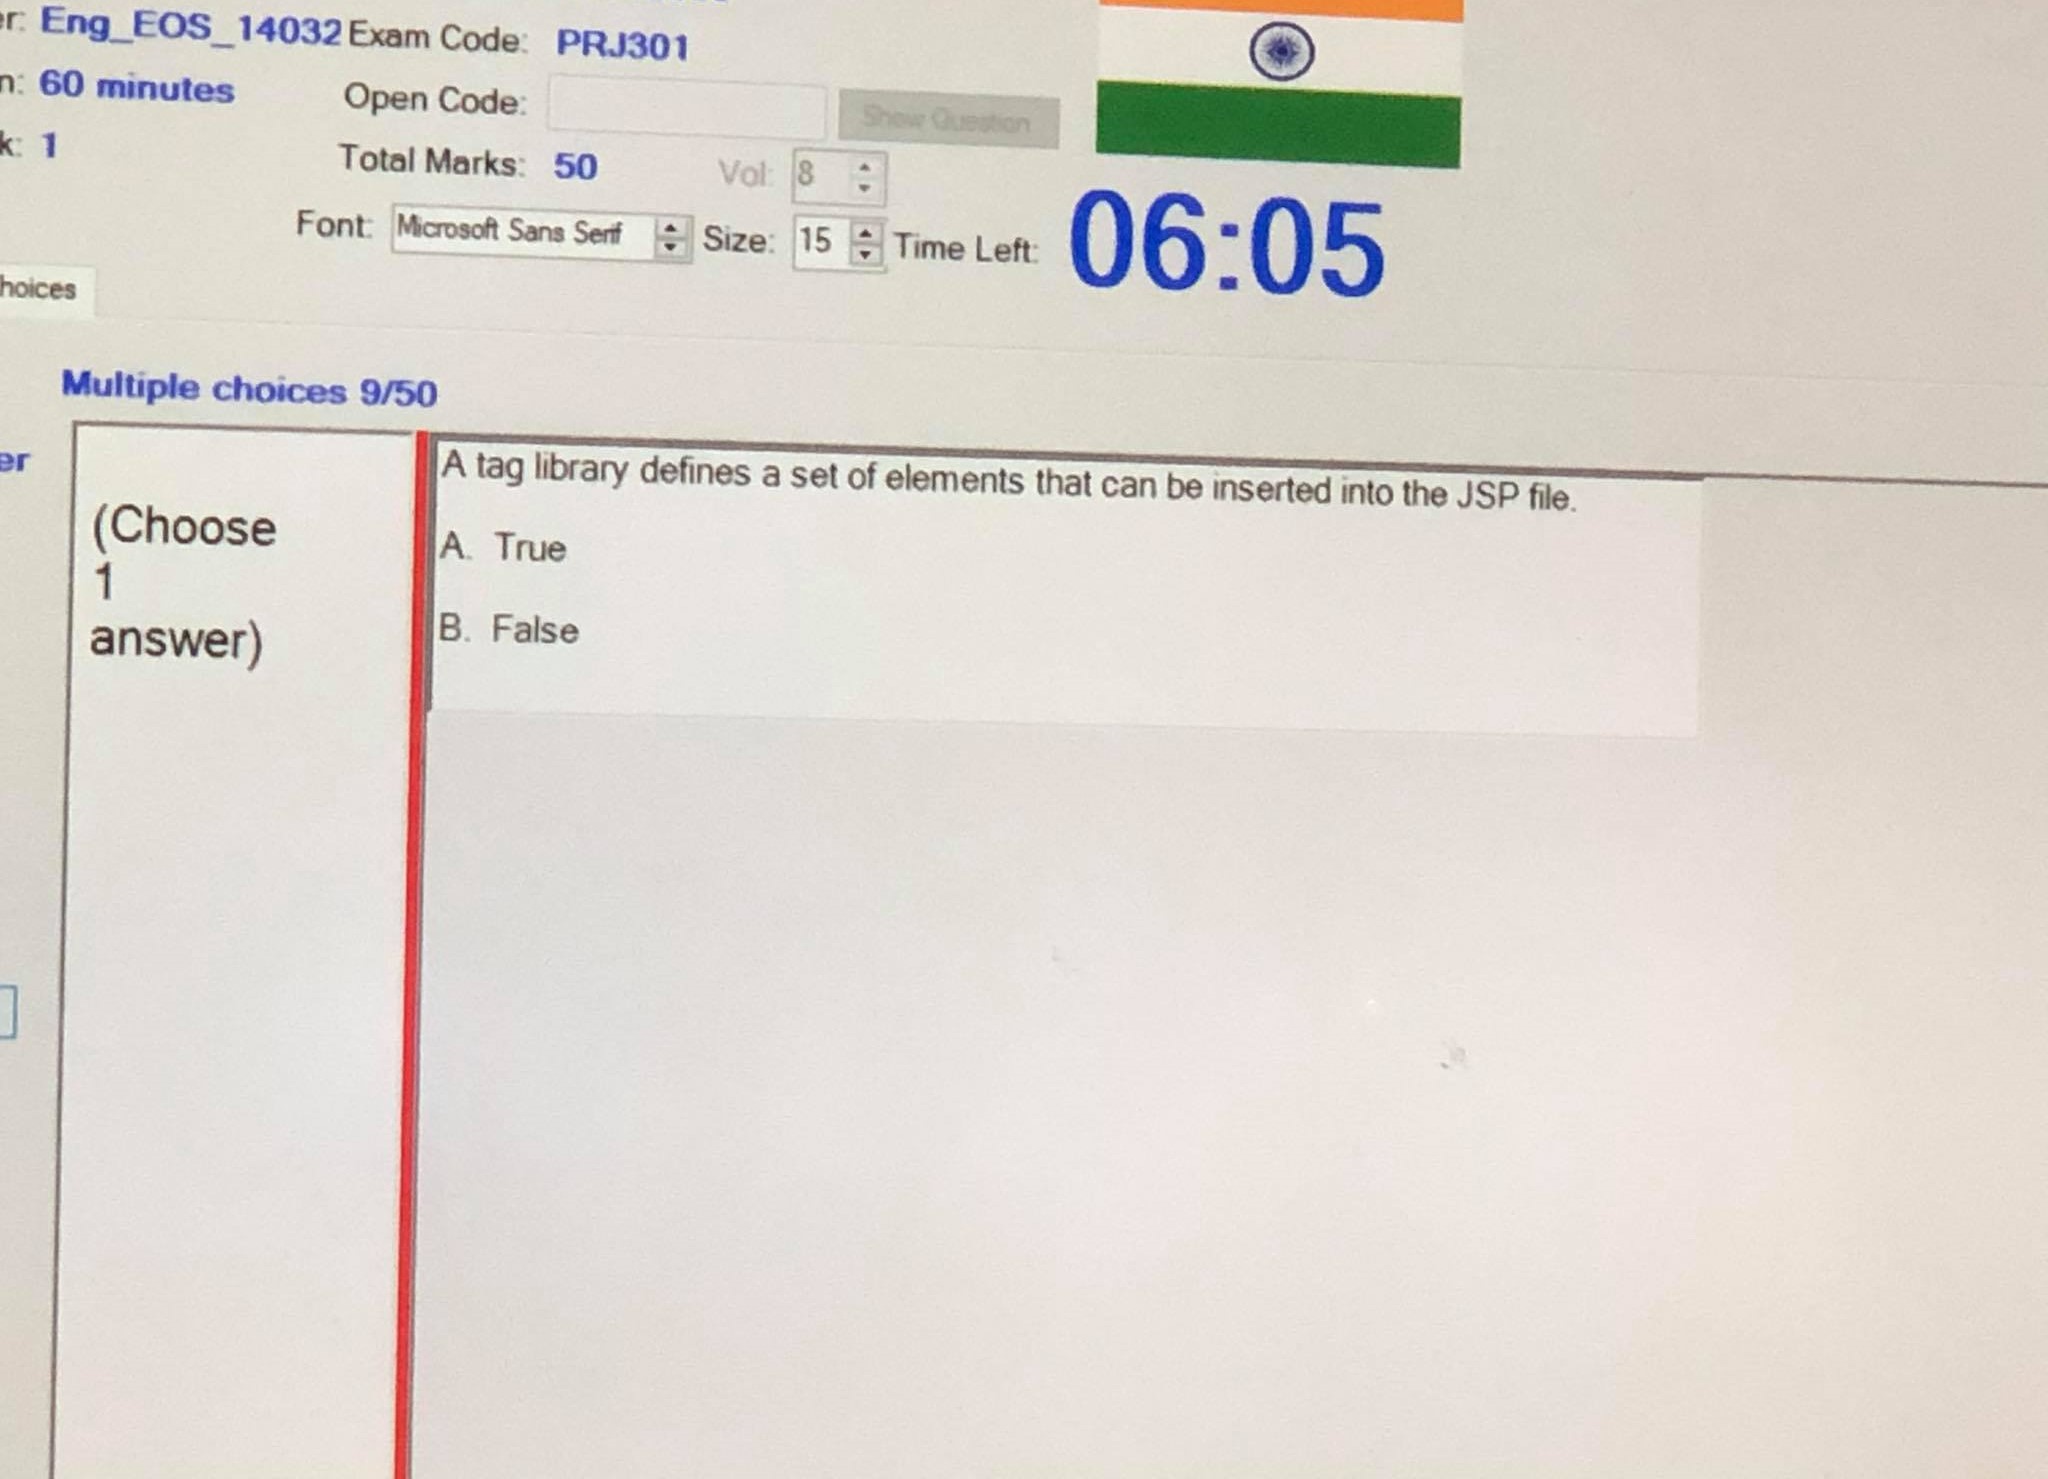 r: Eng_EOS_14032 Exam Code: PRJ301
n: 60 minutes Open Code: Show Question
k: 1 Total Marks: 50 Vol: 8
Font: Microsoft Sans Serif Size: 15 Time Left: 06:05
hoices
Multiple choices 9/50
er
(Choose
1
answer)
A tag library defines a set of elements that can be inserted into the JSP file.
A. True
B. False